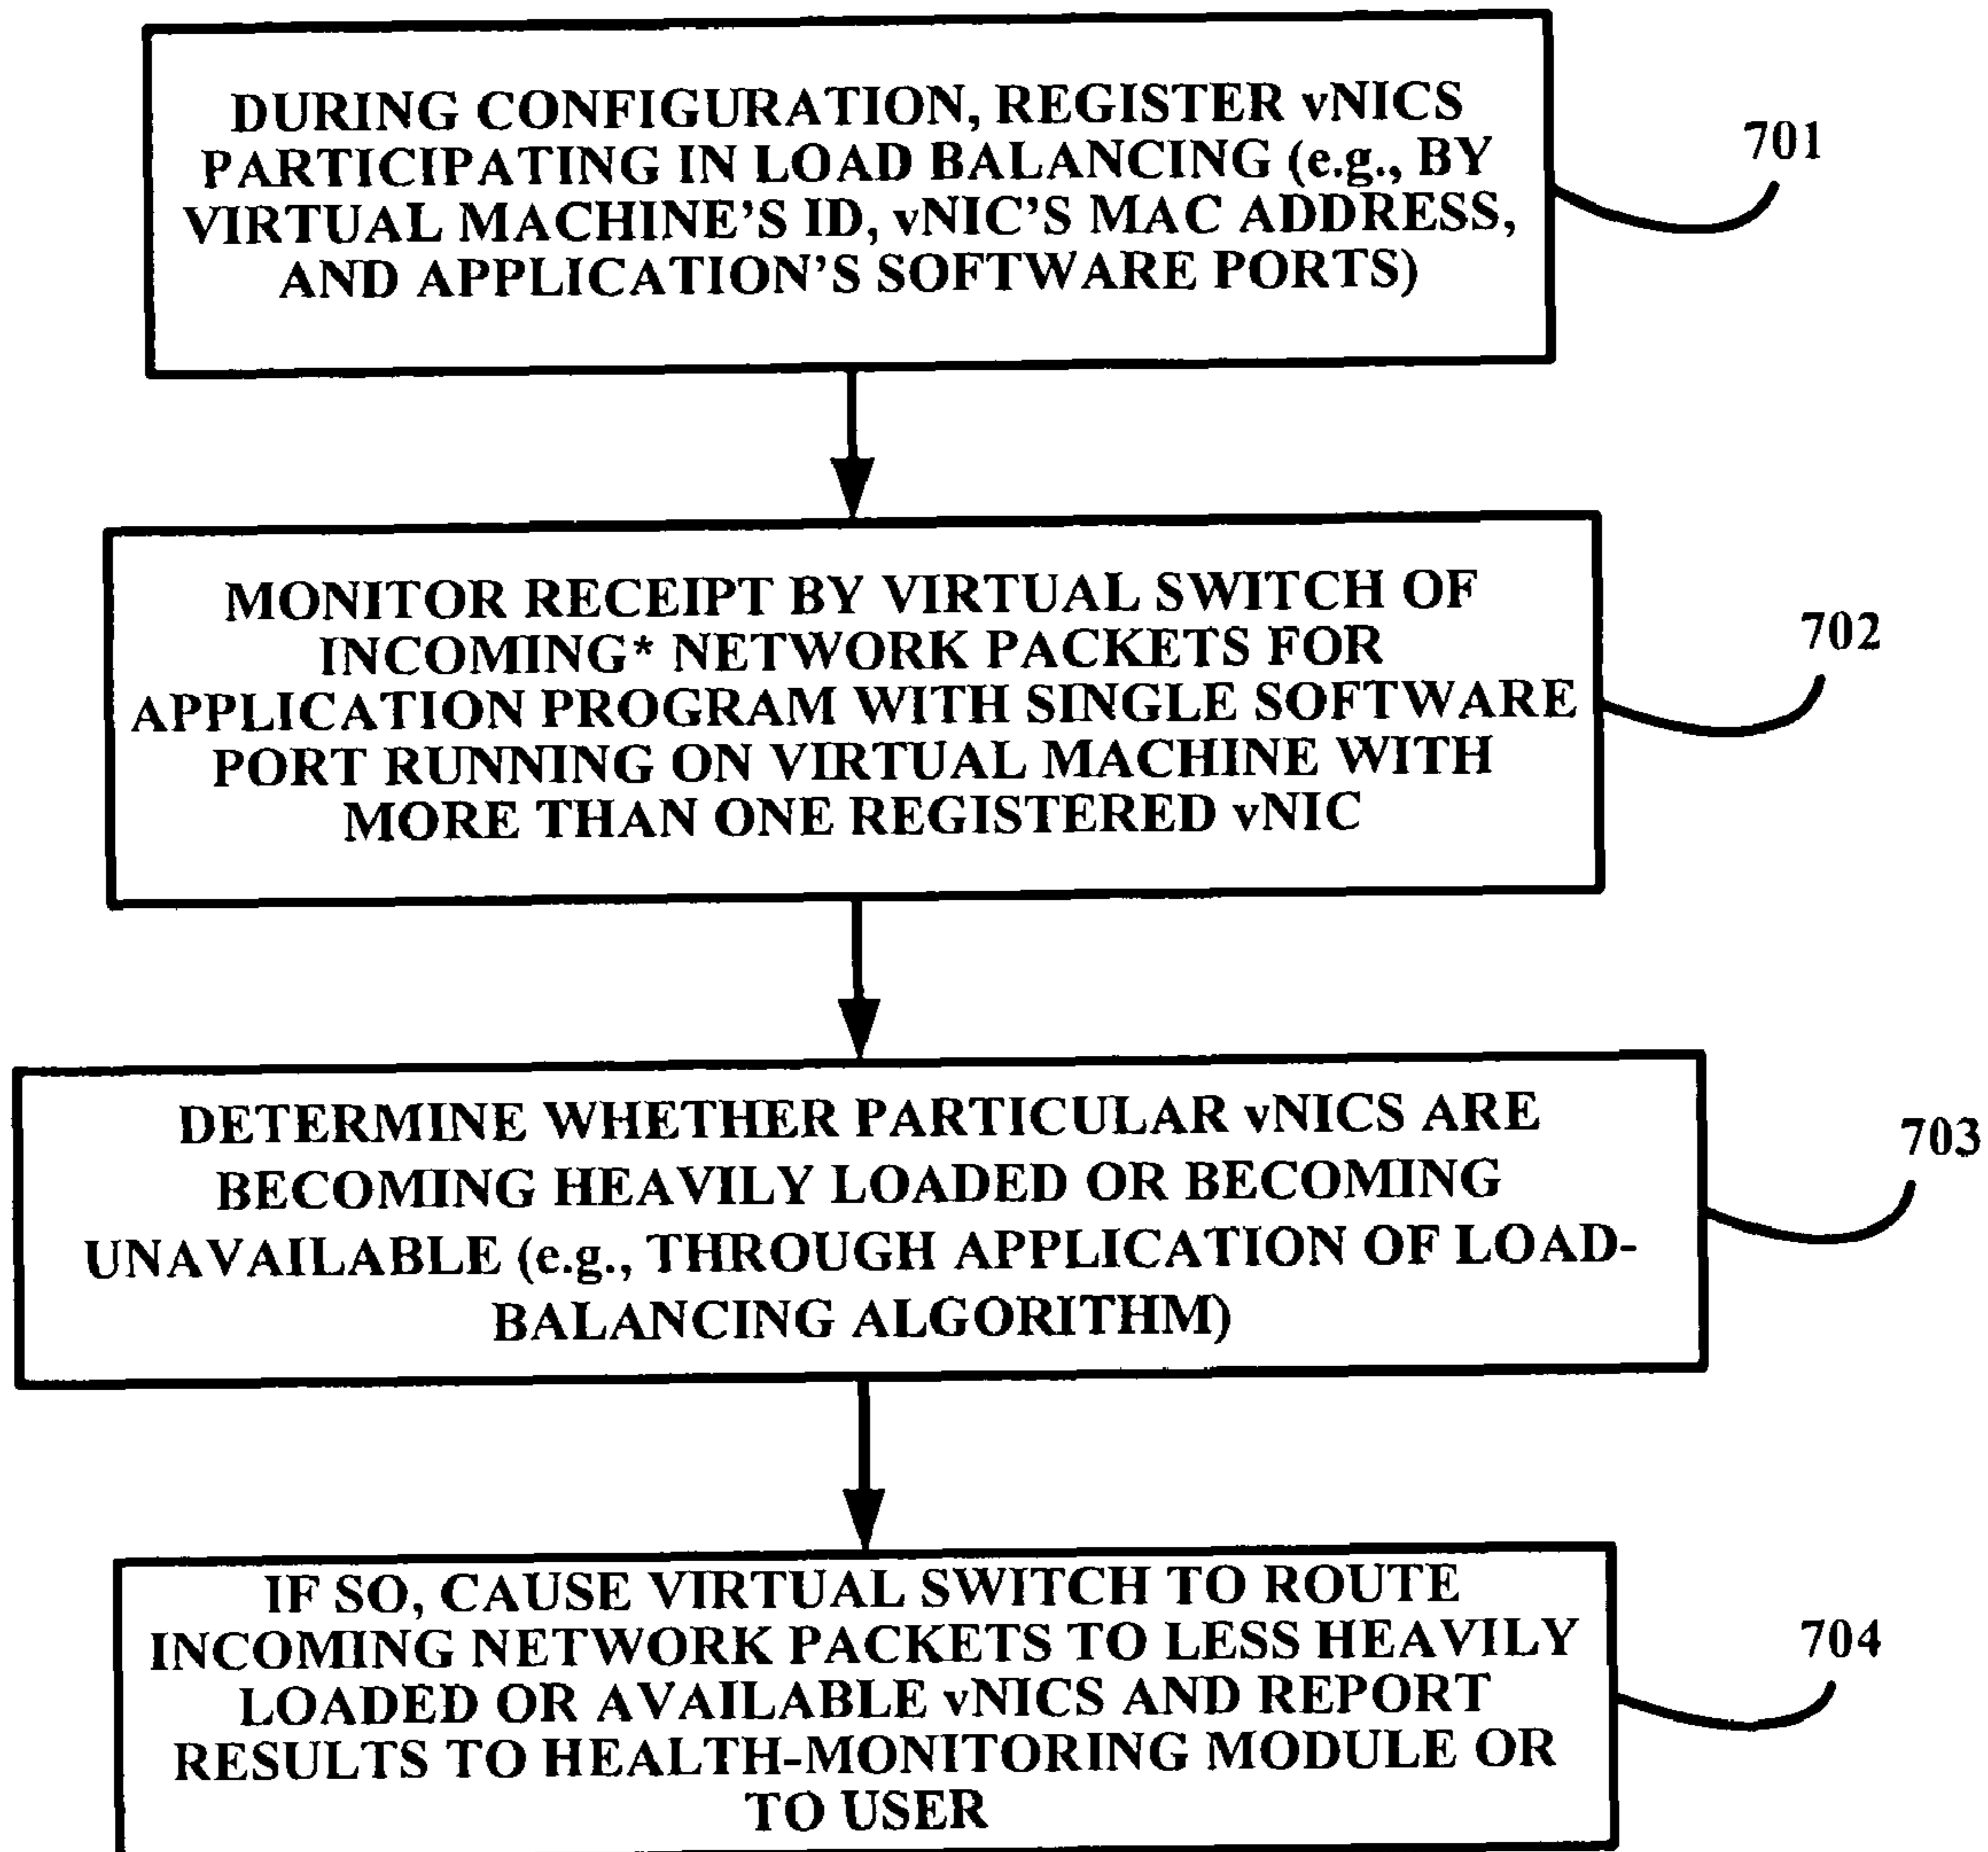 DURING CONFIGURATION, REGISTER vNICS
PARTICIPATING IN LOAD BALANCING (e.g., BY
VIRTUAL MACHINE'S ID, vNIC'S MAC ADDRESS,
AND APPLICATION'S SOFTWARE PORTS)
701
MONITOR RECEIPT BY VIRTUAL SWITCH OF
INCOMING* NETWORK PACKETS FOR
APPLICATION PROGRAM WITH SINGLE SOFTWARE
PORT RUNNING ON VIRTUAL MACHINE WITH
MORE THAN ONE REGISTERED vNIC
702
DETERMINE WHETHER PARTICULAR vNICS ARE
BECOMING HEAVILY LOADED OR BECOMING
UNAVAILABLE (e.g., THROUGH APPLICATION OF LOAD-
BALANCING ALGORITHM)
703
IF SO, CAUSE VIRTUAL SWITCH TO ROUTE
INCOMING NETWORK PACKETS TO LESS HEAVILY
LOADED OR AVAILABLE vNICS AND REPORT
RESULTS TO HEALTH-MONITORING MODULE OR
TO USER
704